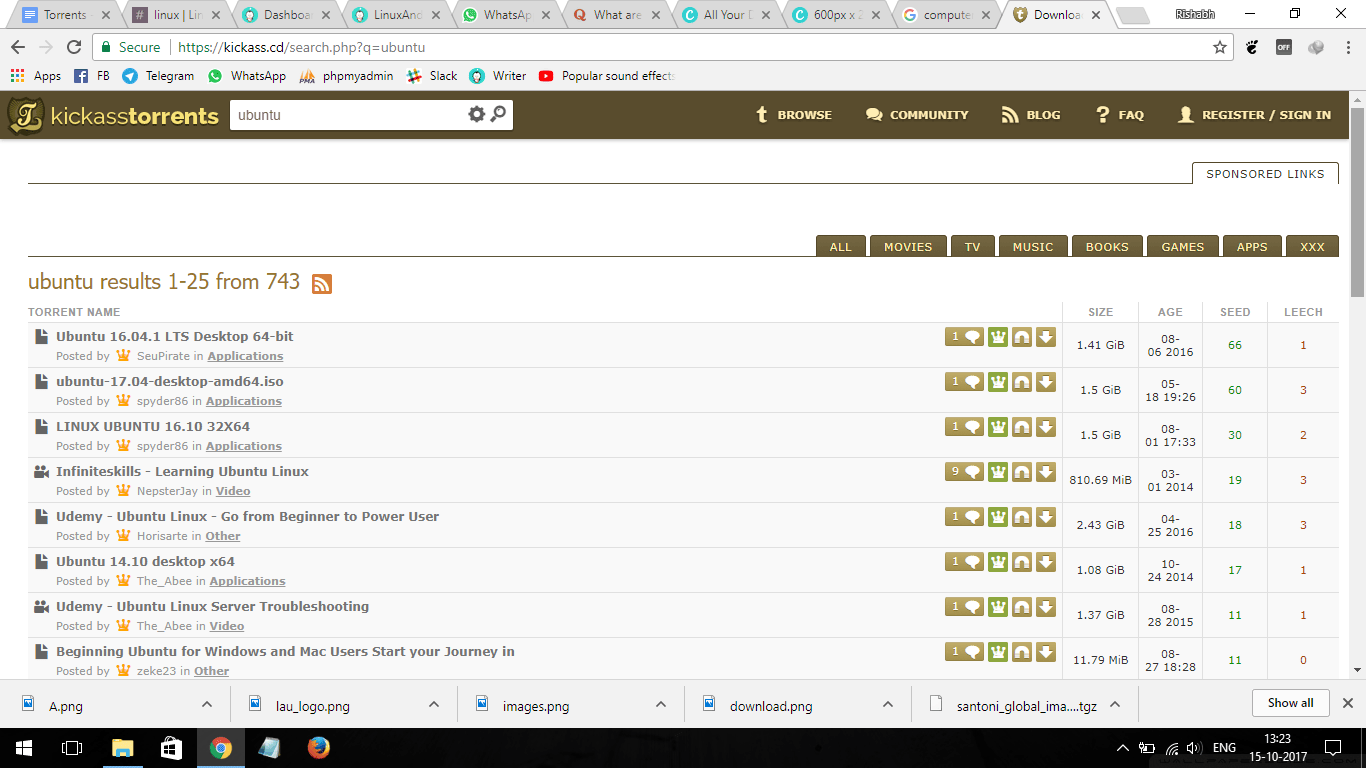 Torrents - linux | Lin Dashboa LinuxAnd WhatsAp What are All Your D 600px x 2 compute Downloa Rishabh
Secure https://kickass.cd/search.php?q=ubuntu OFF
Apps FB Telegram WhatsApp PMA phpmyadmin Slack Writer Popular sound effects
kickasstorrents ubuntu BROWSE COMMUNITY BLOG FAQ REGISTER / SIGN IN
SPONSORED LINKS
ALL MOVIES TV MUSIC BOOKS GAMES APPS XXX
ubuntu results 1-25 from 743
TORRENT NAME SIZE AGE SEED LEECH
Ubuntu 16.04.1 LTS Desktop 64-bit 1
Posted by SeuPirate in Applications
1.41 GiB 08-06 2016 66 1
ubuntu-17.04-desktop-amd64.iso 1
Posted by spyder86 in Applications
1.5 GiB 05-18 19:26 60 3
LINUX UBUNTU 16.10 32X64 1
Posted by spyder86 in Applications
1.5 GiB 08-01 17:33 30 2
Infiniteskills - Learning Ubuntu Linux 9
Posted by NepsterJay in Video
810.69 MiB 03-01 2014 19 3
Udemy - Ubuntu Linux - Go from Beginner to Power User 1
Posted by Horisarte in Other
2.43 GiB 04-25 2016 18 3
Ubuntu 14.10 desktop x64 1
Posted by The_Abee in Applications
1.08 GiB 10-24 2014 17 1
Udemy - Ubuntu Linux Server Troubleshooting 1
Posted by The_Abee in Video
1.37 GiB 08-28 2015 11 1
Beginning Ubuntu for Windows and Mac Users Start your Journey in 1
Posted by zeke23 in Other
11.79 MiB 08-27 18:28 11 0
A.png lau_logo.png images.png download.png santoni_global_ima....tgz Show all
ENG 13:23
15-10-2017